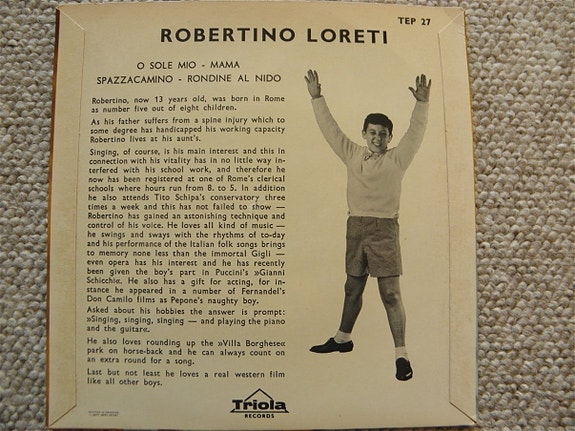 TEP 27
ROBERTINO LORETI
O SOLE MIO - MAMA
SPAZZACAMINO - RONDINE AL NIDO
Robertino, now 13 years old, was born in Rome
as number five out of eight children.
As his father suffers from a spine injury which to
some degree has handicapped his working capacity
Robertino lives at his aunt's.
Singing, of course, is his main interest and this in
connection with his vitality has in no little way in-
terfered with his school work, and therefore he
now has been registered at one of Rome's clerical
schools where hours run from 8. to 5. In addition
he also attends Tito Schipa's conservatory three
times a week and this has not failed to show —
Robertino has gained an astonishing technique and
control of his voice. He loves all kind of music —
he swings and sways with the rhythms of to-day
and his performance of the Italian folk songs brings
to memory none less than the immortal Gigli —
even opera has his interest and he has recently
been given the boy's part in Puccini's »Gianni
Schicchi«. He also has a gift for acting, for in-
stance he appeared in a number of Fernandel's
Don Camilo films as Pepone's naughty boy.
Asked about his hobbies the answer is prompt:
»Singing, singing, singing — and playing the piano
and the guitar«.
He also loves rounding up the »Villa Borghese«
park on horse-back and he can always count on
an extra round for a song.
Last but not least he loves a real western film
like all other boys.
Triola
RECORDS